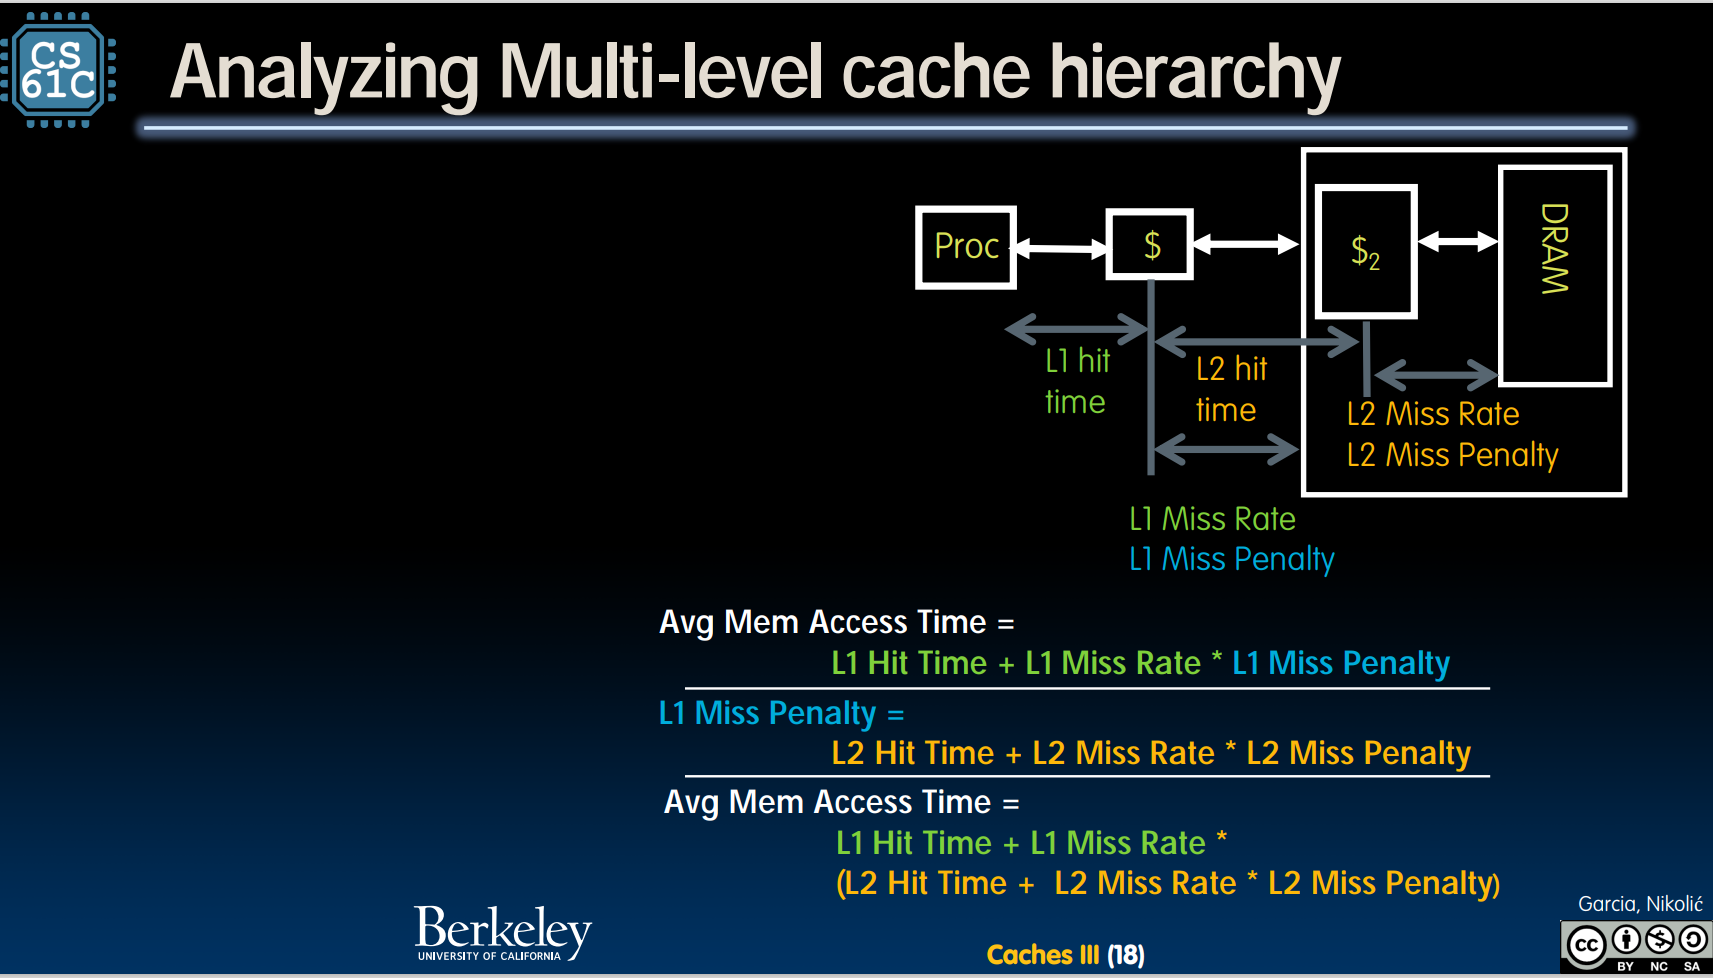 CS
61C
Analyzing Multi-level cache hierarchy
Proc
$
$2
DRAM
L1 hit
time
L2 hit
time
L2 Miss Rate
L2 Miss Penalty
L1 Miss Rate
L1 Miss Penalty
Avg Mem Access Time =
L1 Hit Time + L1 Miss Rate * L1 Miss Penalty
L1 Miss Penalty =
L2 Hit Time + L2 Miss Rate * L2 Miss Penalty
Avg Mem Access Time =
L1 Hit Time + L1 Miss Rate *
(L2 Hit Time + L2 Miss Rate * L2 Miss Penalty)
Garcia, Nikolić
Berkeley
UNIVERSITY OF CALIFORNIA
Caches III (18)
cc
BY NC SA